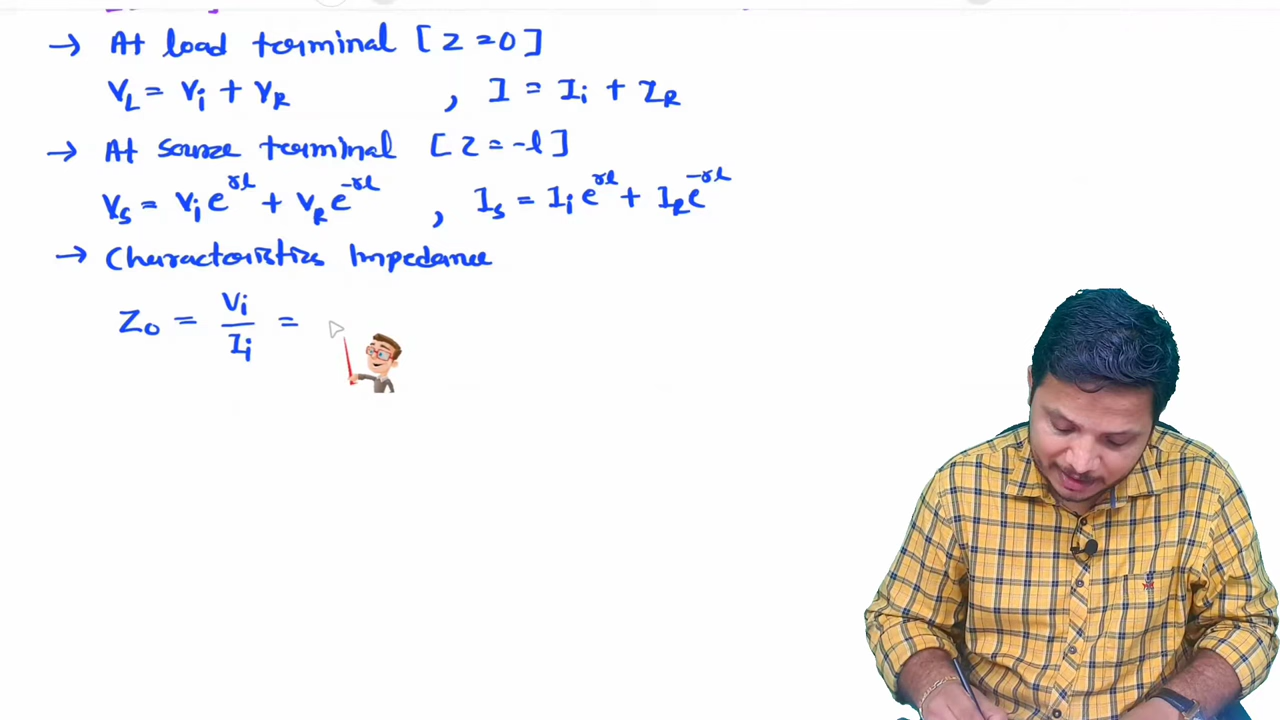 → At load terminal [Z=0]
V_L = V_i + V_R , I = I_i + I_R
→ At source terminal [Z = -l]
V_S = V_i e^{γl} + V_R e^{-γl} , I_S = I_i e^{γl} + I_R e^{-γl}
→ Characteristics Impedance
Z_0 = V_i / I_i =